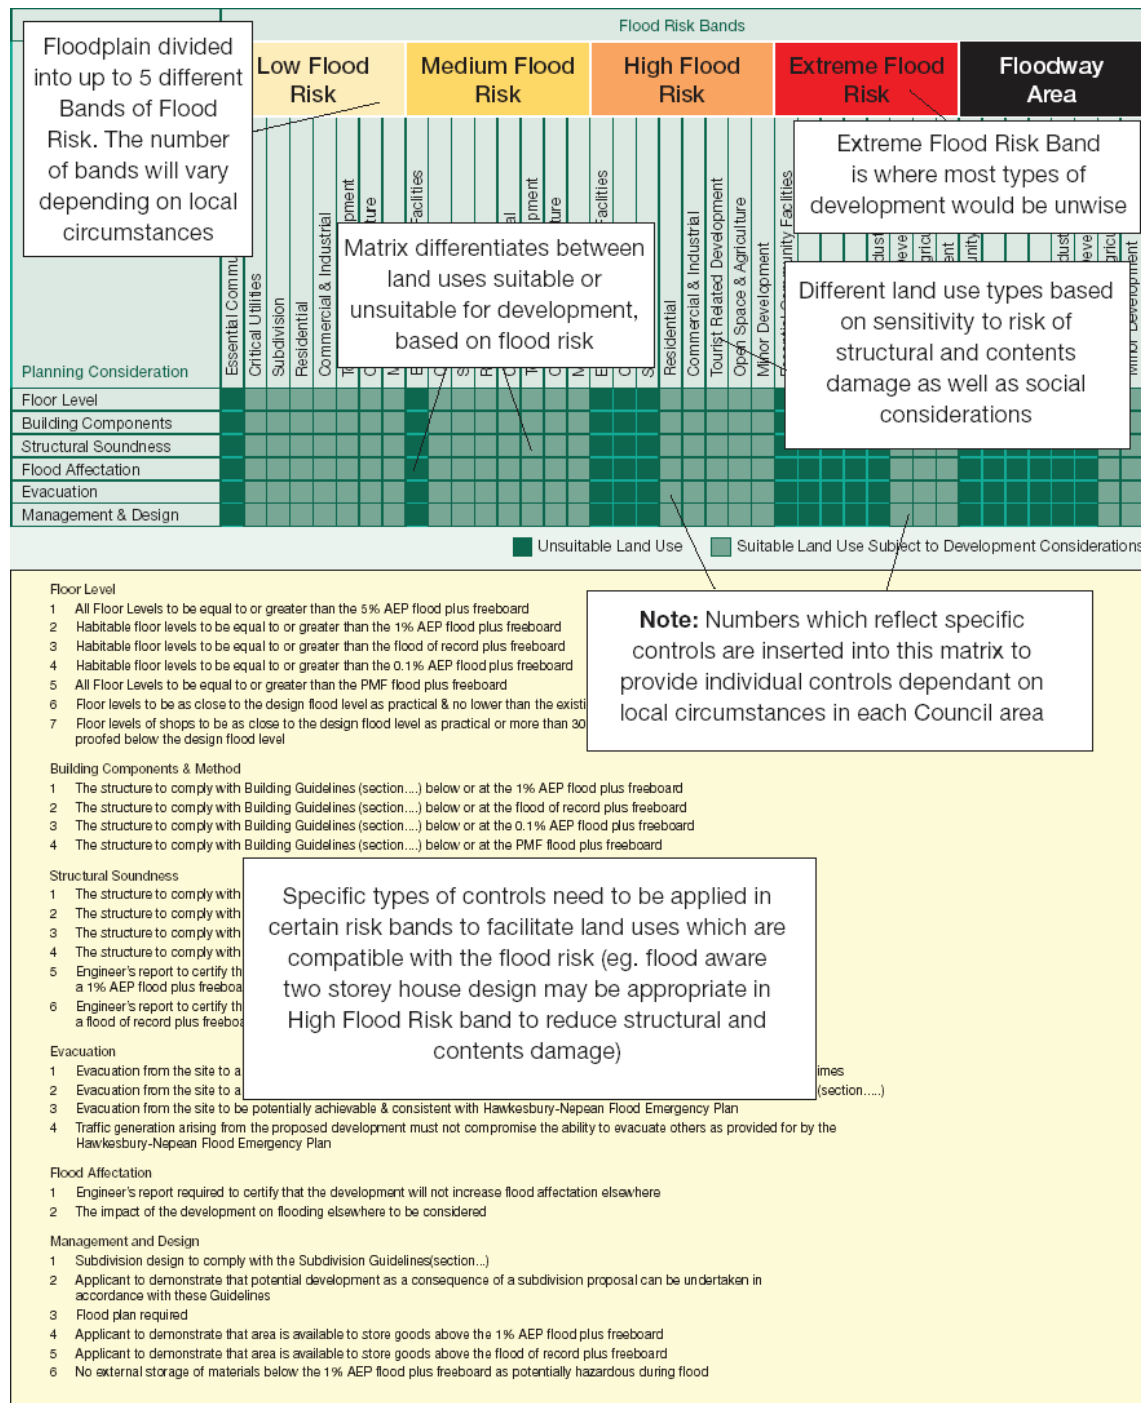 Flood Risk Bands
Floodplain divided
into up to 5 different
Bands of Flood
Risk. The number
of bands will vary
depending on local
circumstances
Low Flood
Risk
Medium Flood
Risk
High Flood
Risk
Extreme Flood
Risk
Floodway
Area
Extreme Flood Risk Band
is where most types of
development would be unwise
Matrix differentiates between
land uses suitable or
unsuitable for development,
based on flood risk
Different land use types based
on sensitivity to risk of
structural and contents
damage as well as social
considerations
Planning Consideration
Essential
Critical Utilities
Subdivision
Residential
Commercial & Industrial
Facilities
Facilities
Residential
Commercial & Industrial
Tourist Related Development
Open Space & Agriculture
Minor Development
Facilities
Minor Development
Floor Level
Building Components
Structural Soundness
Flood Affectation
Evacuation
Management & Design
Unsuitable Land Use
Suitable Land Use Subject to Development Considerations
Note: Numbers which reflect specific
controls are inserted into this matrix to
provide individual controls dependant on
local circumstances in each Council area
Floor Level
1 All Floor Levels to be equal to or greater than the 5% AEP flood plus freeboard
2 Habitable floor levels to be equal to or greater than the 1% AEP flood plus freeboard
3 Habitable floor levels to be equal to or greater than the flood of record plus freeboard
4 Habitable floor levels to be equal to or greater than the 0.1% AEP flood plus freeboard
5 All Floor Levels to be equal to or greater than the PMF flood plus freeboard
6 Floor levels to be as close to the design flood level as practical & no lower than the existi
7 Floor levels of shops to be as close to the design flood level as practical or more than 30
proofed below the design flood level
Building Components & Method
1 The structure to comply with Building Guidelines (section....) below or at the 1% AEP flood plus freeboard
2 The structure to comply with Building Guidelines (section....) below or at the flood of record plus freeboard
3 The structure to comply with Building Guidelines (section....) below or at the 0.1% AEP flood plus freeboard
4 The structure to comply with Building Guidelines (section....) below or at the PMF flood plus freeboard
Structural Soundness
1 The structure to comply with
2 The structure to comply with
3 The structure to comply with
4 The structure to comply with
5 Engineer's report to certify th
a 1% AEP flood plus freeboa
6 Engineer's report to certify th
a flood of record plus freeboa
Specific types of controls need to be applied in
certain risk bands to facilitate land uses which are
compatible with the flood risk (eg. flood aware
two storey house design may be appropriate in
High Flood Risk band to reduce structural and
contents damage)
Evacuation
1 Evacuation from the site to a imes
2 Evacuation from the site to a (section.....)
3 Evacuation from the site to be potentially achievable & consistent with Hawkesbury-Nepean Flood Emergency Plan
4 Traffic generation arising from the proposed development must not compromise the ability to evacuate others as provided for by the
Hawkesbury-Nepean Flood Emergency Plan
Flood Affectation
1 Engineer's report required to certify that the development will not increase flood affectation elsewhere
2 The impact of the development on flooding elsewhere to be considered
Management and Design
1 Subdivision design to comply with the Subdivision Guidelines(section...)
2 Applicant to demonstrate that potential development as a consequence of a subdivision proposal can be undertaken in
accordance with these Guidelines
3 Flood plan required
4 Applicant to demonstrate that area is available to store goods above the 1% AEP flood plus freeboard
5 Applicant to demonstrate that area is available to store goods above the flood of record plus freeboard
6 No external storage of materials below the 1% AEP flood plus freeboard as potentially hazardous during flood